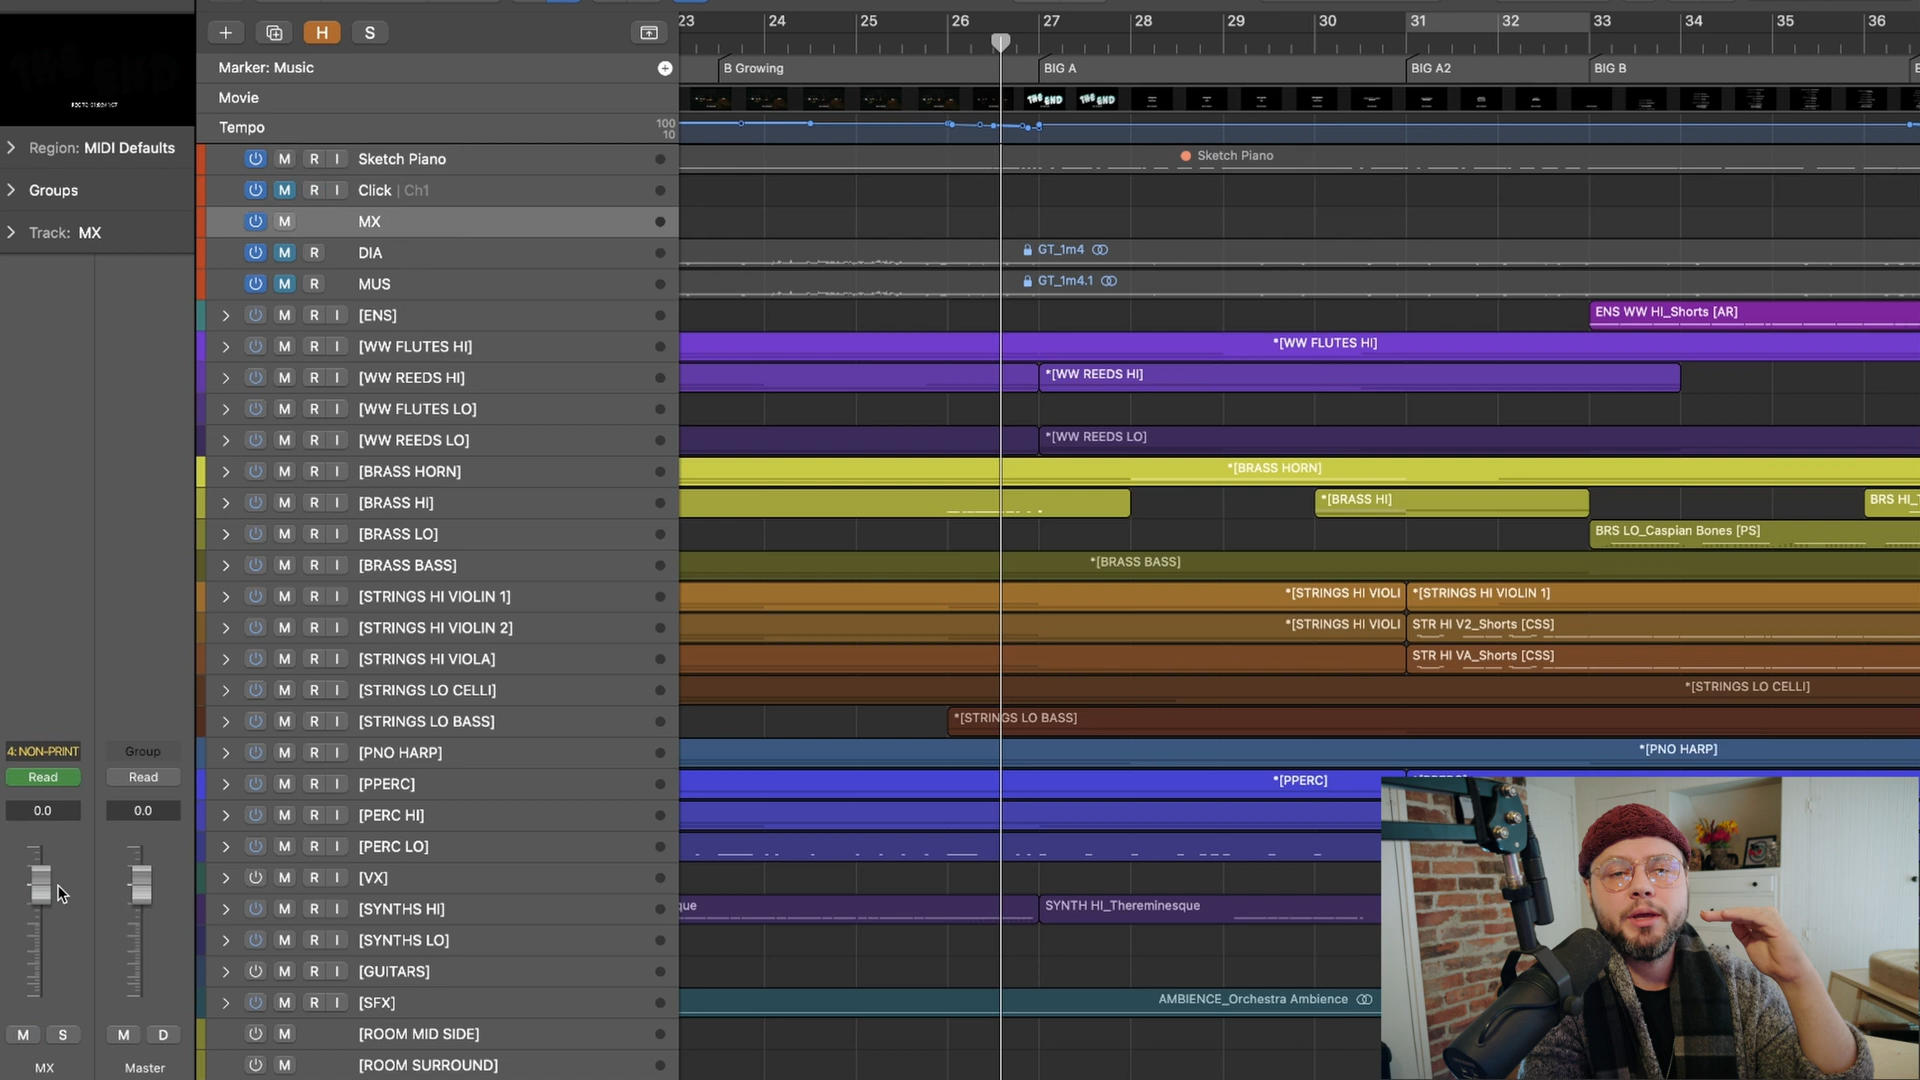 23 24 25 26 27 28 29 30 31 32 33 34 35 36
H S
Marker: Music
B Growing BIG A BIG A2 BIG B
Movie
THE END THE END
Tempo 100 10
Region: MIDI Defaults
Groups
Track: MX
M R I Sketch Piano Sketch Piano
M R I Click | Ch1
M MX
M R DIA GT_1m4
M R MUS GT_1m4.1
M R I [ENS] ENS WW HI_Shorts [AR]
M R I [WW FLUTES HI] *[WW FLUTES HI]
M R I [WW REEDS HI] *[WW REEDS HI]
M R I [WW FLUTES LO]
M R I [WW REEDS LO] *[WW REEDS LO]
M R I [BRASS HORN] *[BRASS HORN]
M R I [BRASS HI] *[BRASS HI] BRS HI_
M R I [BRASS LO] BRS LO_Caspian Bones [PS]
M R I [BRASS BASS] *[BRASS BASS]
M R I [STRINGS HI VIOLIN 1] *[STRINGS HI VIOLI *[STRINGS HI VIOLIN 1]
M R I [STRINGS HI VIOLIN 2] *[STRINGS HI VIOLI STR HI V2_Shorts [CSS]
M R I [STRINGS HI VIOLA] STR HI VA_Shorts [CSS]
M R I [STRINGS LO CELLI] *[STRINGS LO CELLI]
M R I [STRINGS LO BASS] *[STRINGS LO BASS]
M R I [PNO HARP] *[PNO HARP]
M R I [PPERC] *[PPERC]
M R I [PERC HI]
M R I [PERC LO]
M R I [VX]
M R I [SYNTHS HI] que SYNTH HI_Thereminesque
M R I [SYNTHS LO]
M R I [GUITARS]
M R I [SFX] AMBIENCE_Orchestra Ambience
M [ROOM MID SIDE]
M [ROOM SURROUND]
4: NON-PRINT Group
Read Read
0.0 0.0
M S M D
MX Master